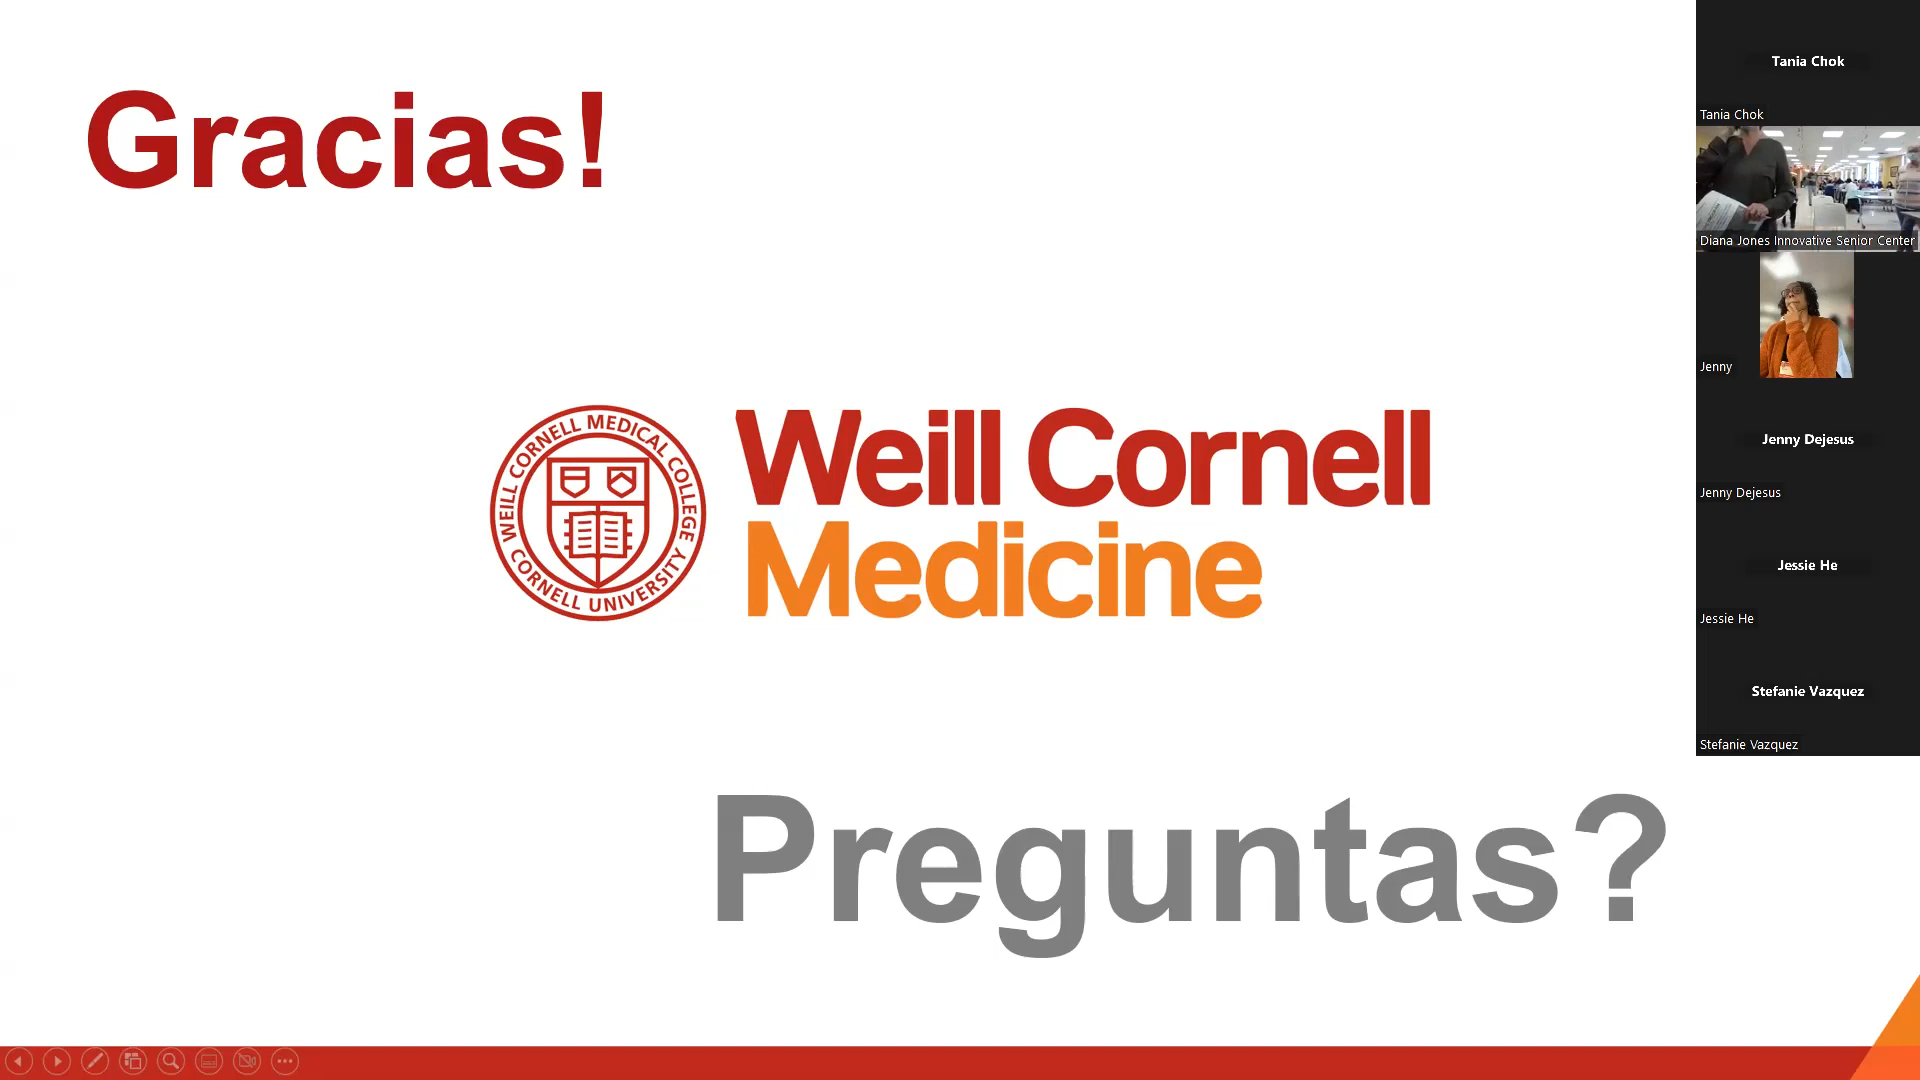 Gracias!
WEILL CORNELL MEDICAL COLLEGE
CORNELL UNIVERSITY
Weill Cornell
Medicine
Preguntas?
Tania Chok
Tania Chok
Diana Jones Innovative Senior Center
Jenny
Jenny Dejesus
Jenny Dejesus
Jessie He
Jessie He
Stefanie Vazquez
Stefanie Vazquez